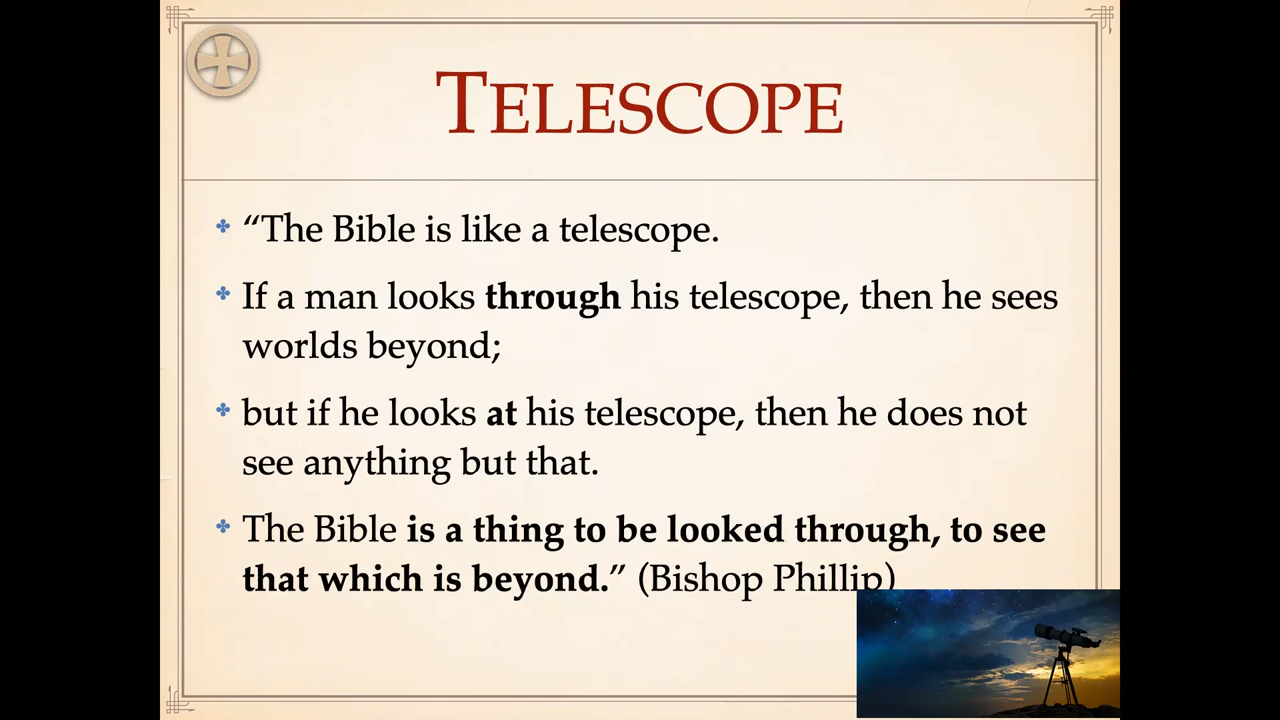 TELESCOPE
“The Bible is like a telescope.
If a man looks through his telescope, then he sees
worlds beyond;
but if he looks at his telescope, then he does not
see anything but that.
The Bible is a thing to be looked through, to see
that which is beyond.” (Bishop Phillip)